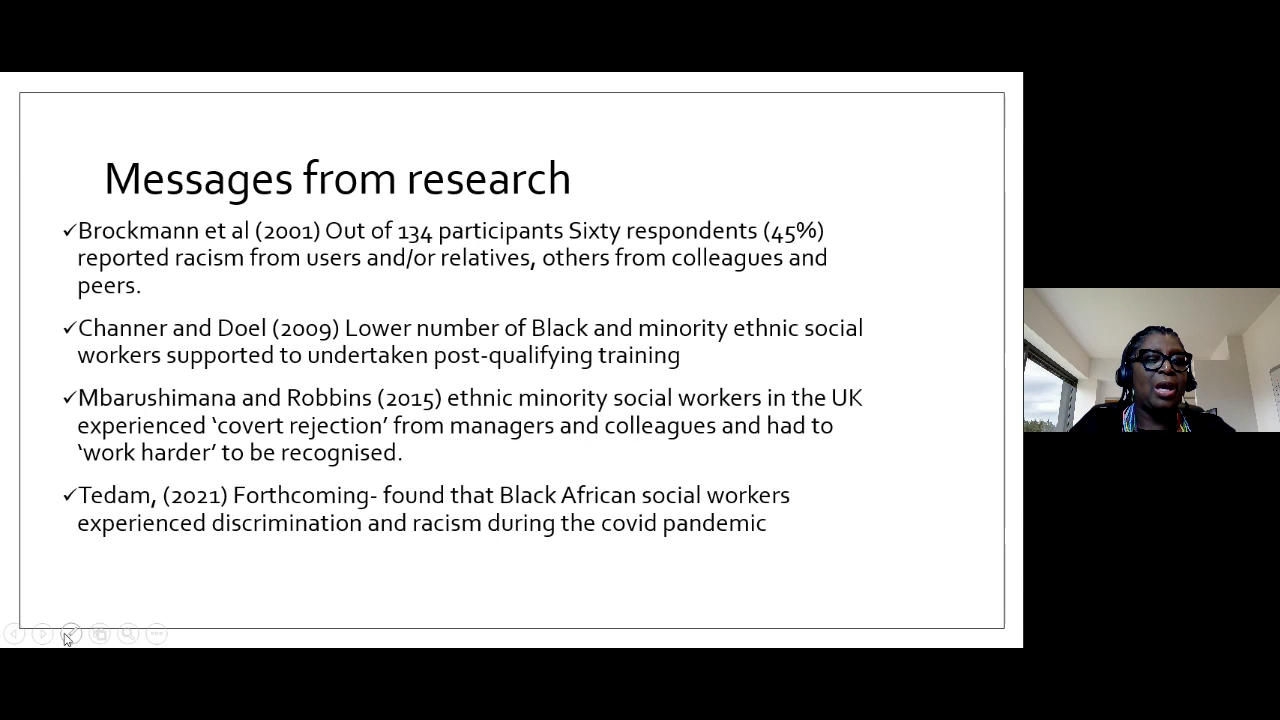 Messages from research
✓Brockmann et al (2001) Out of 134 participants Sixty respondents (45%)
reported racism from users and/or relatives, others from colleagues and
peers.
✓Channer and Doel (2009) Lower number of Black and minority ethnic social
workers supported to undertaken post-qualifying training
✓Mbarushimana and Robbins (2015) ethnic minority social workers in the UK
experienced ‘covert rejection’ from managers and colleagues and had to
‘work harder’ to be recognised.
✓Tedam, (2021) Forthcoming- found that Black African social workers
experienced discrimination and racism during the covid pandemic